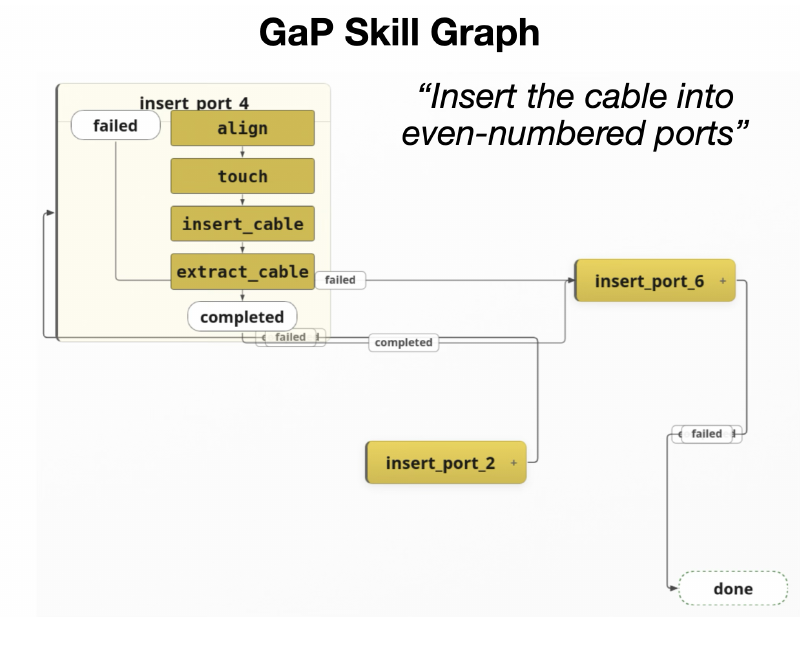 GaP Skill Graph
“Insert the cable into
even-numbered ports”
insert_port_4
failed
align
touch
insert_cable
extract_cable
failed
completed
failed
completed
insert_port_6 +
insert_port_2 +
failed
done